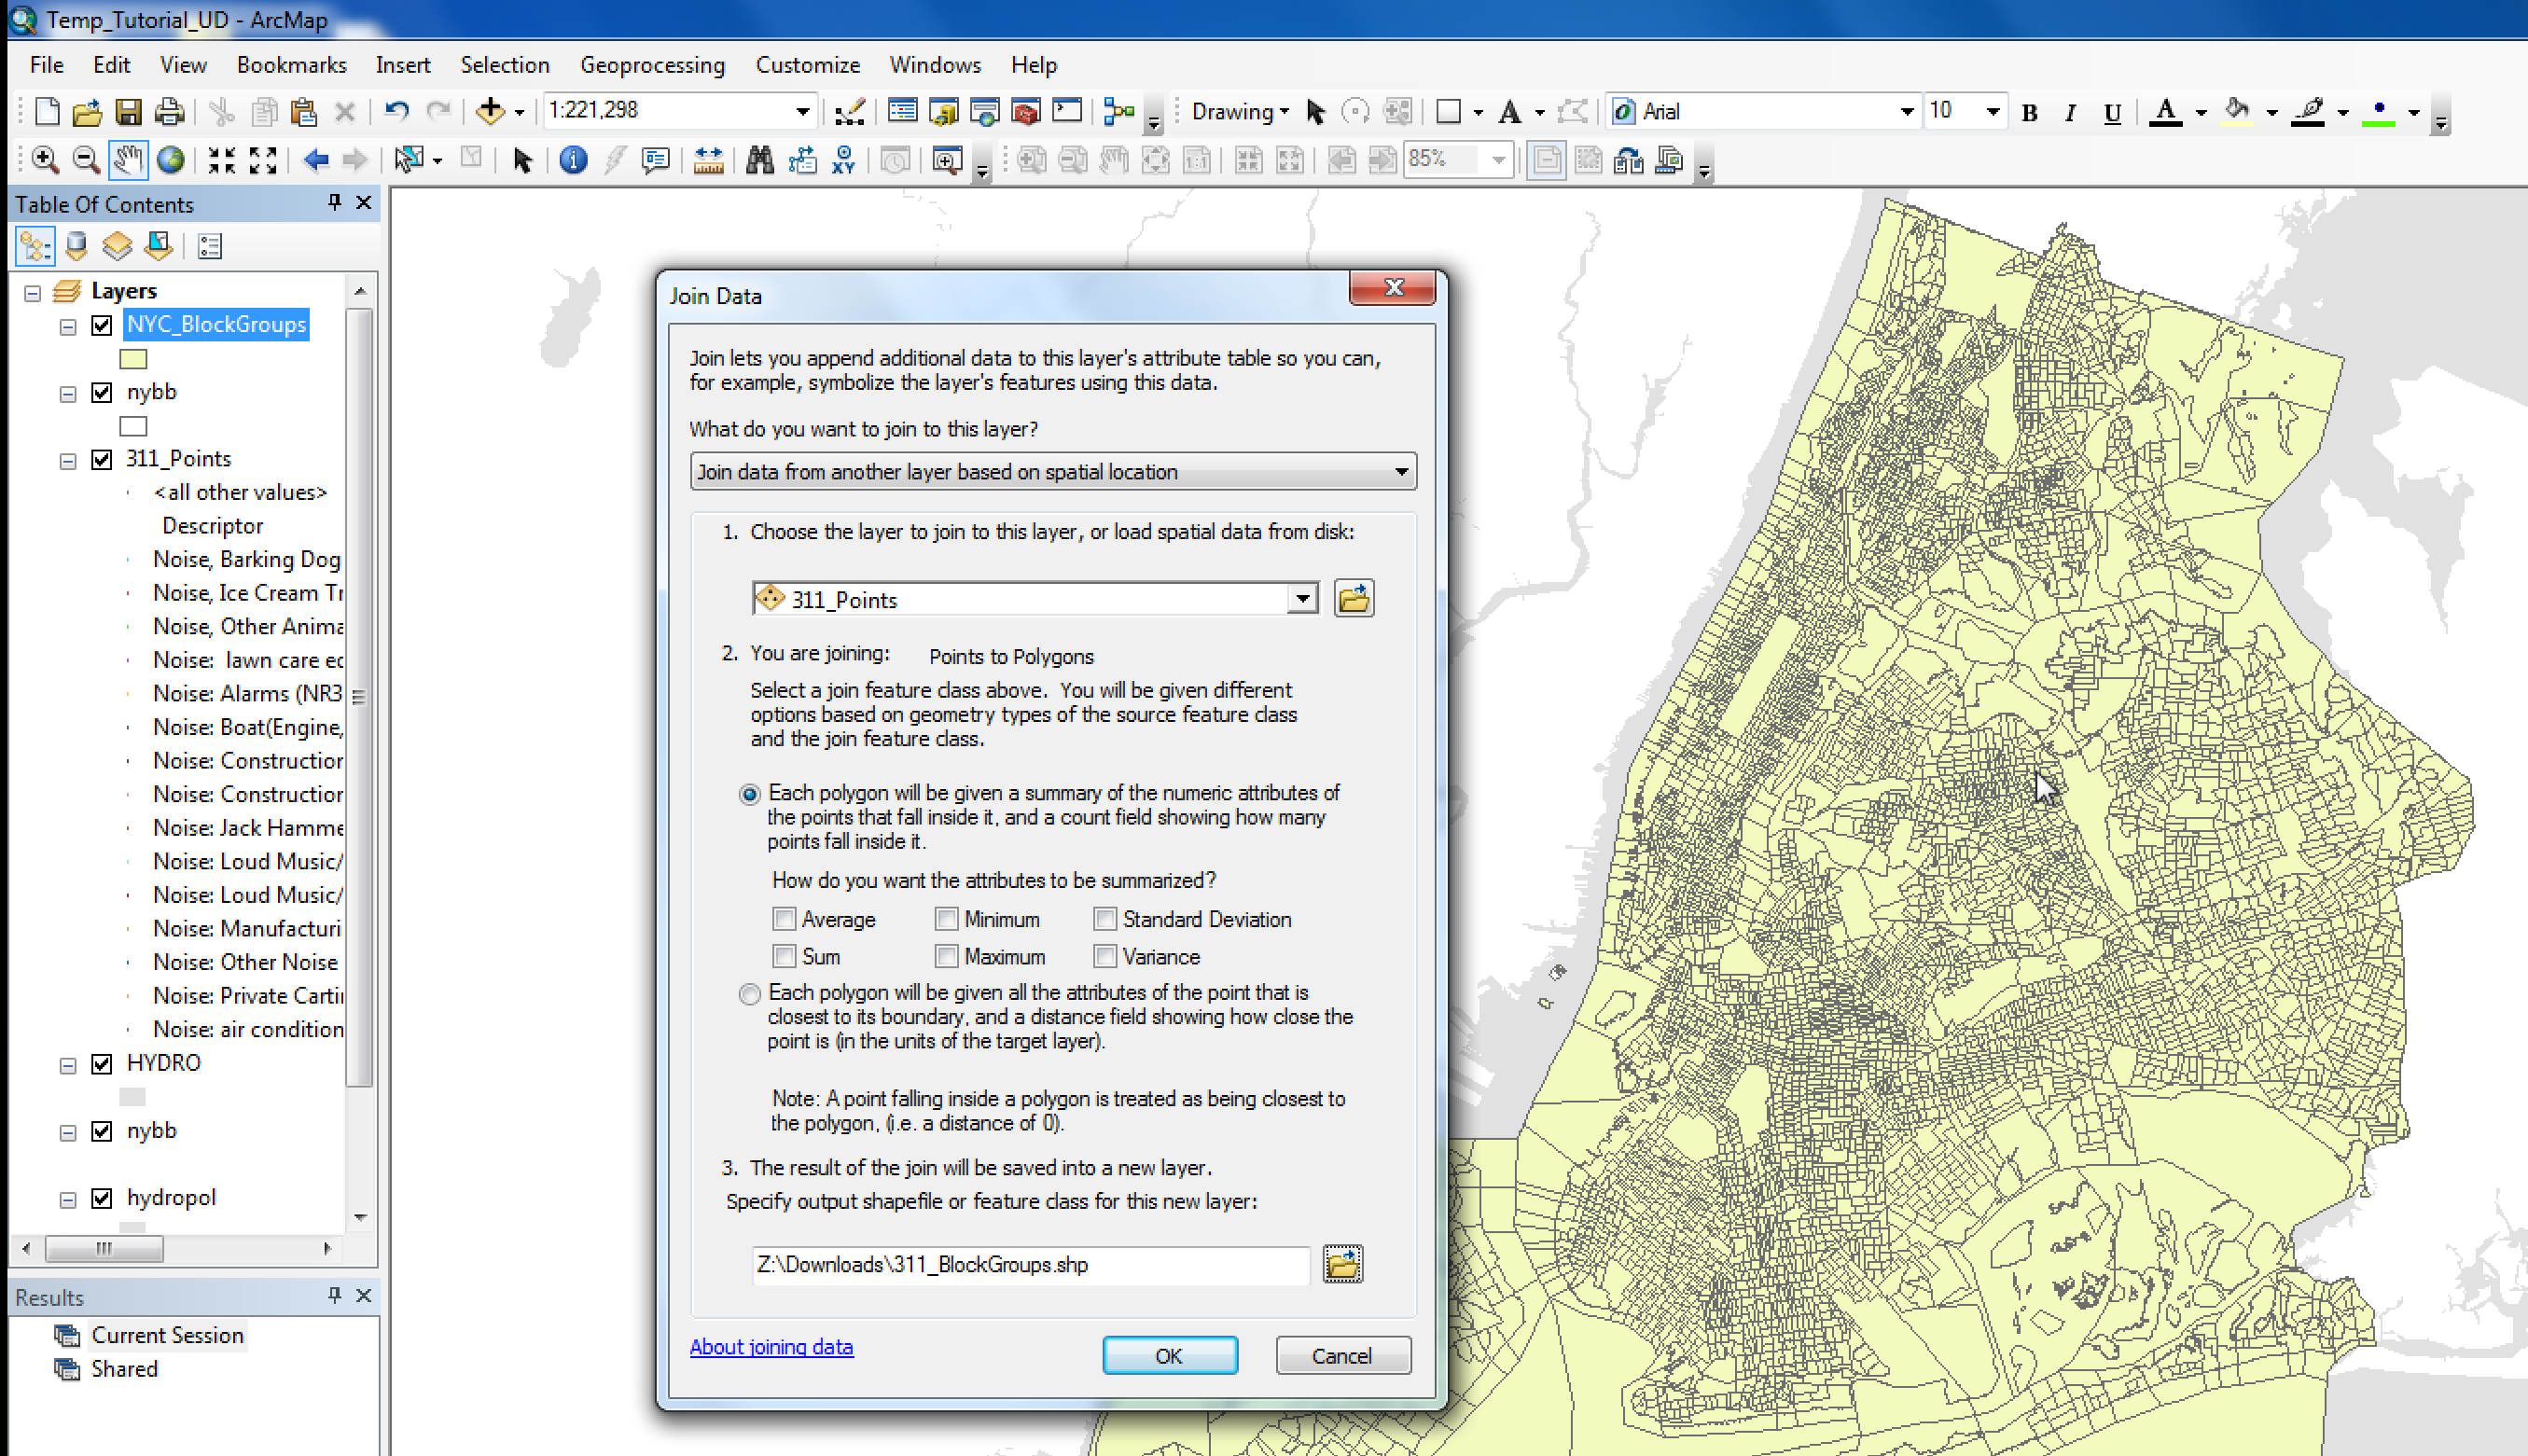 Temp_Tutorial_UD - ArcMap
File Edit View Bookmarks Insert Selection Geoprocessing Customize Windows Help
1:221,298 Drawing Arial 10 B I U A
XY 1:1 85%
Table Of Contents
Layers
NYC_BlockGroups
nybb
311_Points
<all other values>
Descriptor
Noise, Barking Dog
Noise, Ice Cream Tr
Noise, Other Anima
Noise:  lawn care ec
Noise: Alarms (NR3
Noise: Boat(Engine,
Noise: Construction
Noise: Construction
Noise: Jack Hamme
Noise: Loud Music/
Noise: Loud Music/
Noise: Manufacturi
Noise: Other Noise
Noise: Private Carti
Noise: air condition
HYDRO
nybb
hydropol
Results
Current Session
Shared
Join Data
Join lets you append additional data to this layer's attribute table so you can,
for example, symbolize the layer's features using this data.
What do you want to join to this layer?
Join data from another layer based on spatial location
1. Choose the layer to join to this layer, or load spatial data from disk:
311_Points
2. You are joining: Points to Polygons
Select a join feature class above.  You will be given different
options based on geometry types of the source feature class
and the join feature class.
Each polygon will be given a summary of the numeric attributes of
the points that fall inside it, and a count field showing how many
points fall inside it.
How do you want the attributes to be summarized?
Average Minimum Standard Deviation
Sum Maximum Variance
Each polygon will be given all the attributes of the point that is
closest to its boundary, and a distance field showing how close the
point is (in the units of the target layer).
Note: A point falling inside a polygon is treated as being closest to
the polygon, (i.e. a distance of 0).
3. The result of the join will be saved into a new layer.
Specify output shapefile or feature class for this new layer:
Z:\Downloads\311_BlockGroups.shp
About joining data
OK Cancel